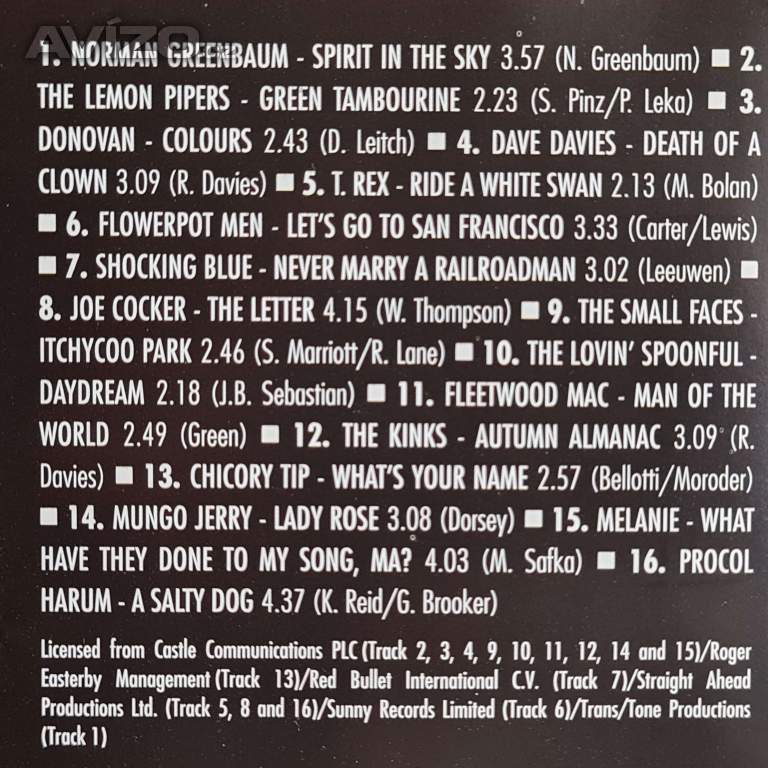 AVÍZO
1. NORMAN GREENBAUM - SPIRIT IN THE SKY 3.57 (N. Greenbaum) ■ 2.
THE LEMON PIPERS - GREEN TAMBOURINE 2.23 (S. Pinz/P. Leka) ■ 3.
DONOVAN - COLOURS 2.43 (D. Leitch) ■ 4. DAVE DAVIES - DEATH OF A
CLOWN 3.09 (R. Davies) ■ 5. T. REX - RIDE A WHITE SWAN 2.13 (M. Bolan)
■ 6. FLOWERPOT MEN - LET'S GO TO SAN FRANCISCO 3.33 (Carter/Lewis)
■ 7. SHOCKING BLUE - NEVER MARRY A RAILROADMAN 3.02 (Leeuwen) ■
8. JOE COCKER - THE LETTER 4.15 (W. Thompson) ■ 9. THE SMALL FACES -
ITCHYCOO PARK 2.46 (S. Marriott/R. Lane) ■ 10. THE LOVIN' SPOONFUL -
DAYDREAM 2.18 (J.B. Sebastian) ■ 11. FLEETWOOD MAC - MAN OF THE
WORLD 2.49 (Green) ■ 12. THE KINKS - AUTUMN ALMANAC 3.09 (R.
Davies) ■ 13. CHICORY TIP - WHAT'S YOUR NAME 2.57 (Bellotti/Moroder)
■ 14. MUNGO JERRY - LADY ROSE 3.08 (Dorsey) ■ 15. MELANIE - WHAT
HAVE THEY DONE TO MY SONG, MA? 4.03 (M. Safka) ■ 16. PROCOL
HARUM - A SALTY DOG 4.37 (K. Reid/G. Brooker)
Licensed from Castle Communications PLC (Track 2, 3, 4, 9, 10, 11, 12, 14 and 15)/Roger
Easterby Management (Track 13)/Red Bullet International C.V. (Track 7)/Straight Ahead
Productions Ltd. (Track 5, 8 and 16)/Sunny Records Limited (Track 6)/Trans/Tone Productions
(Track 1)